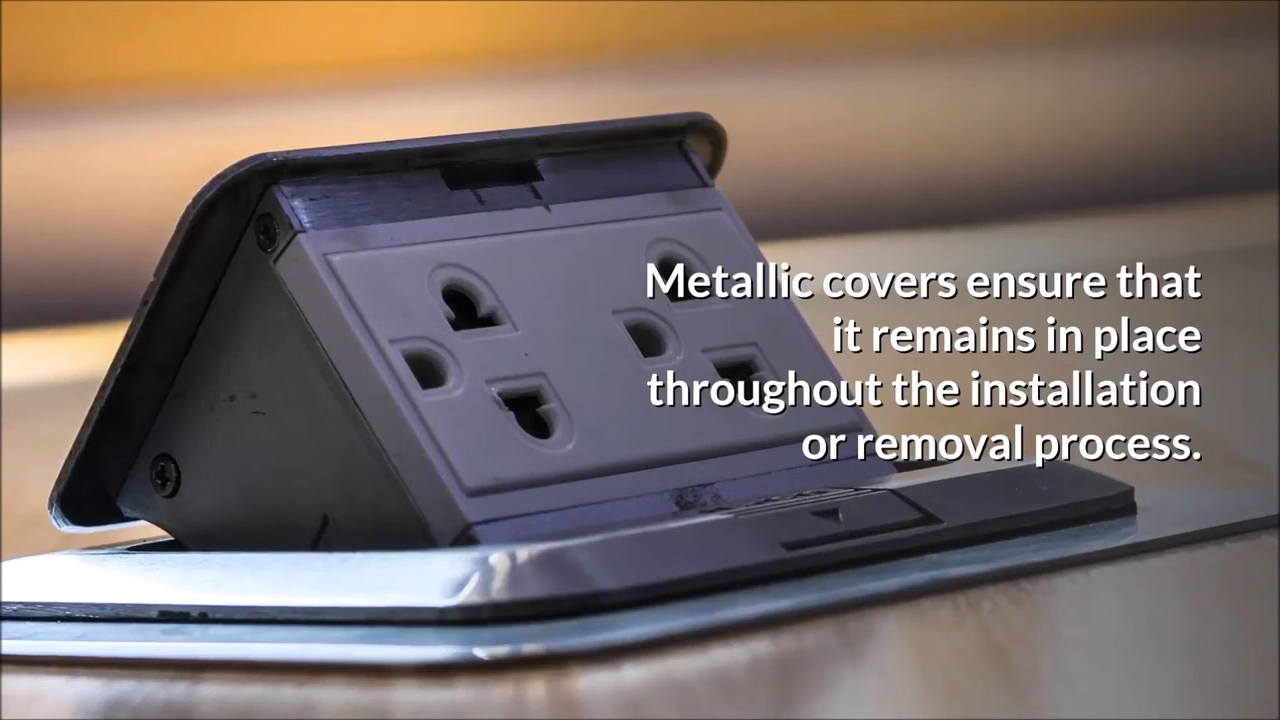 Metallic covers ensure that
it remains in place
throughout the installation
or removal process.